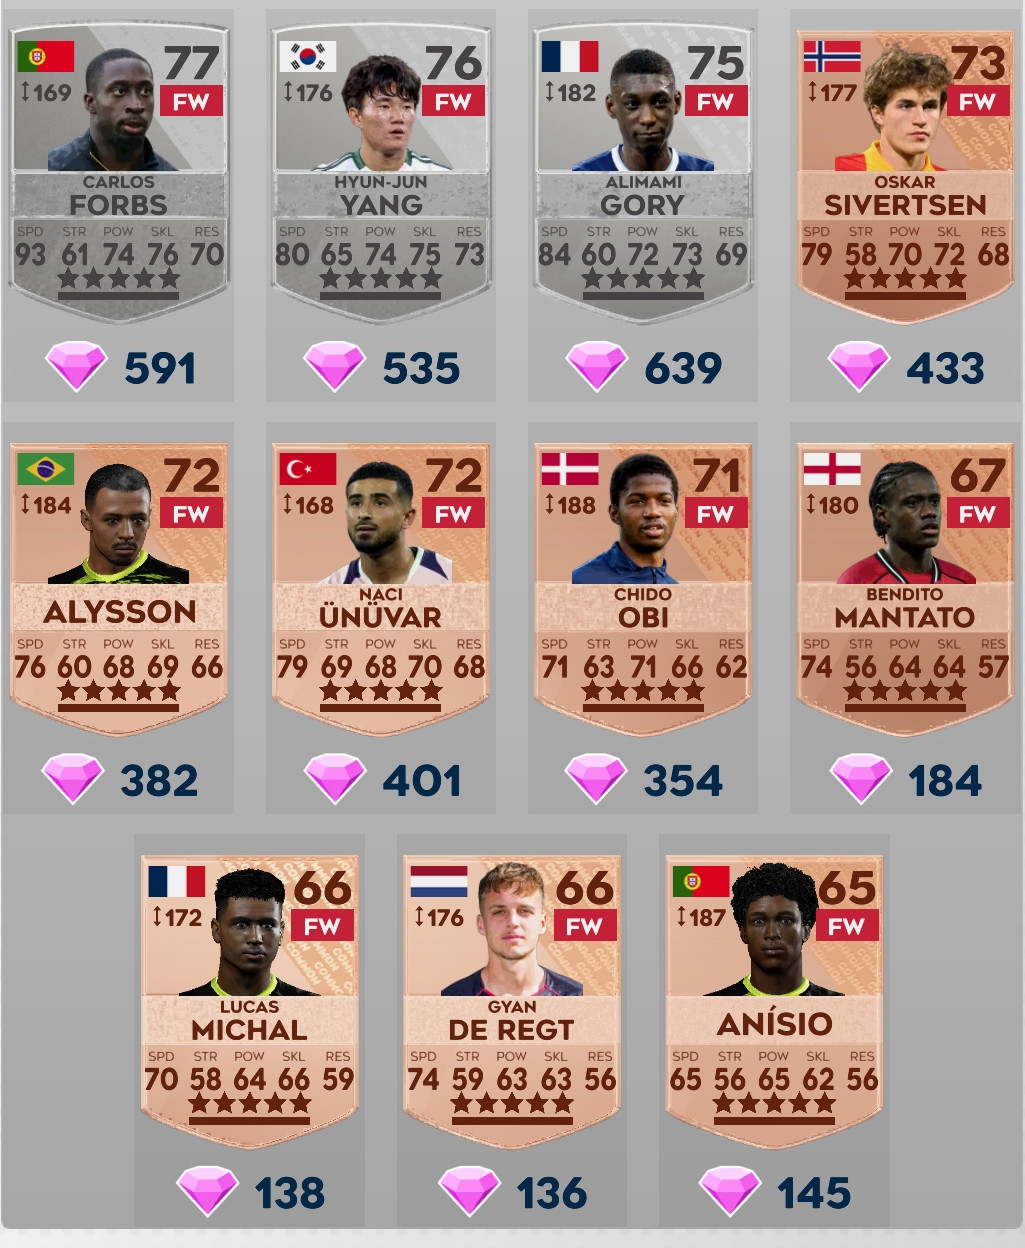 77
169
FW
CARLOS
FORBS
SPD STR POW SKL RES
93 61 74 76 70
591
76
176
FW
HYUN-JUN
YANG
SPD STR POW SKL RES
80 65 74 75 73
535
75
182
FW
ALIMAMI
GORY
SPD STR POW SKL RES
84 60 72 73 69
639
73
177
FW
OSKAR
SIVERTSEN
SPD STR POW SKL RES
79 58 70 72 68
433
72
184
FW
ALYSSON
SPD STR POW SKL RES
76 60 68 69 66
382
72
168
FW
NACI
ÜNÜVAR
SPD STR POW SKL RES
79 69 68 70 68
401
71
188
FW
CHIDO
OBI
SPD STR POW SKL RES
71 63 71 66 62
354
67
180
FW
BENDITO
MANTATO
SPD STR POW SKL RES
74 56 64 64 57
184
66
172
FW
LUCAS
MICHAL
SPD STR POW SKL RES
70 58 64 66 59
138
66
176
FW
GYAN
DE REGT
SPD STR POW SKL RES
74 59 63 63 56
136
65
187
FW
ANÍSIO
SPD STR POW SKL RES
65 56 65 62 56
145